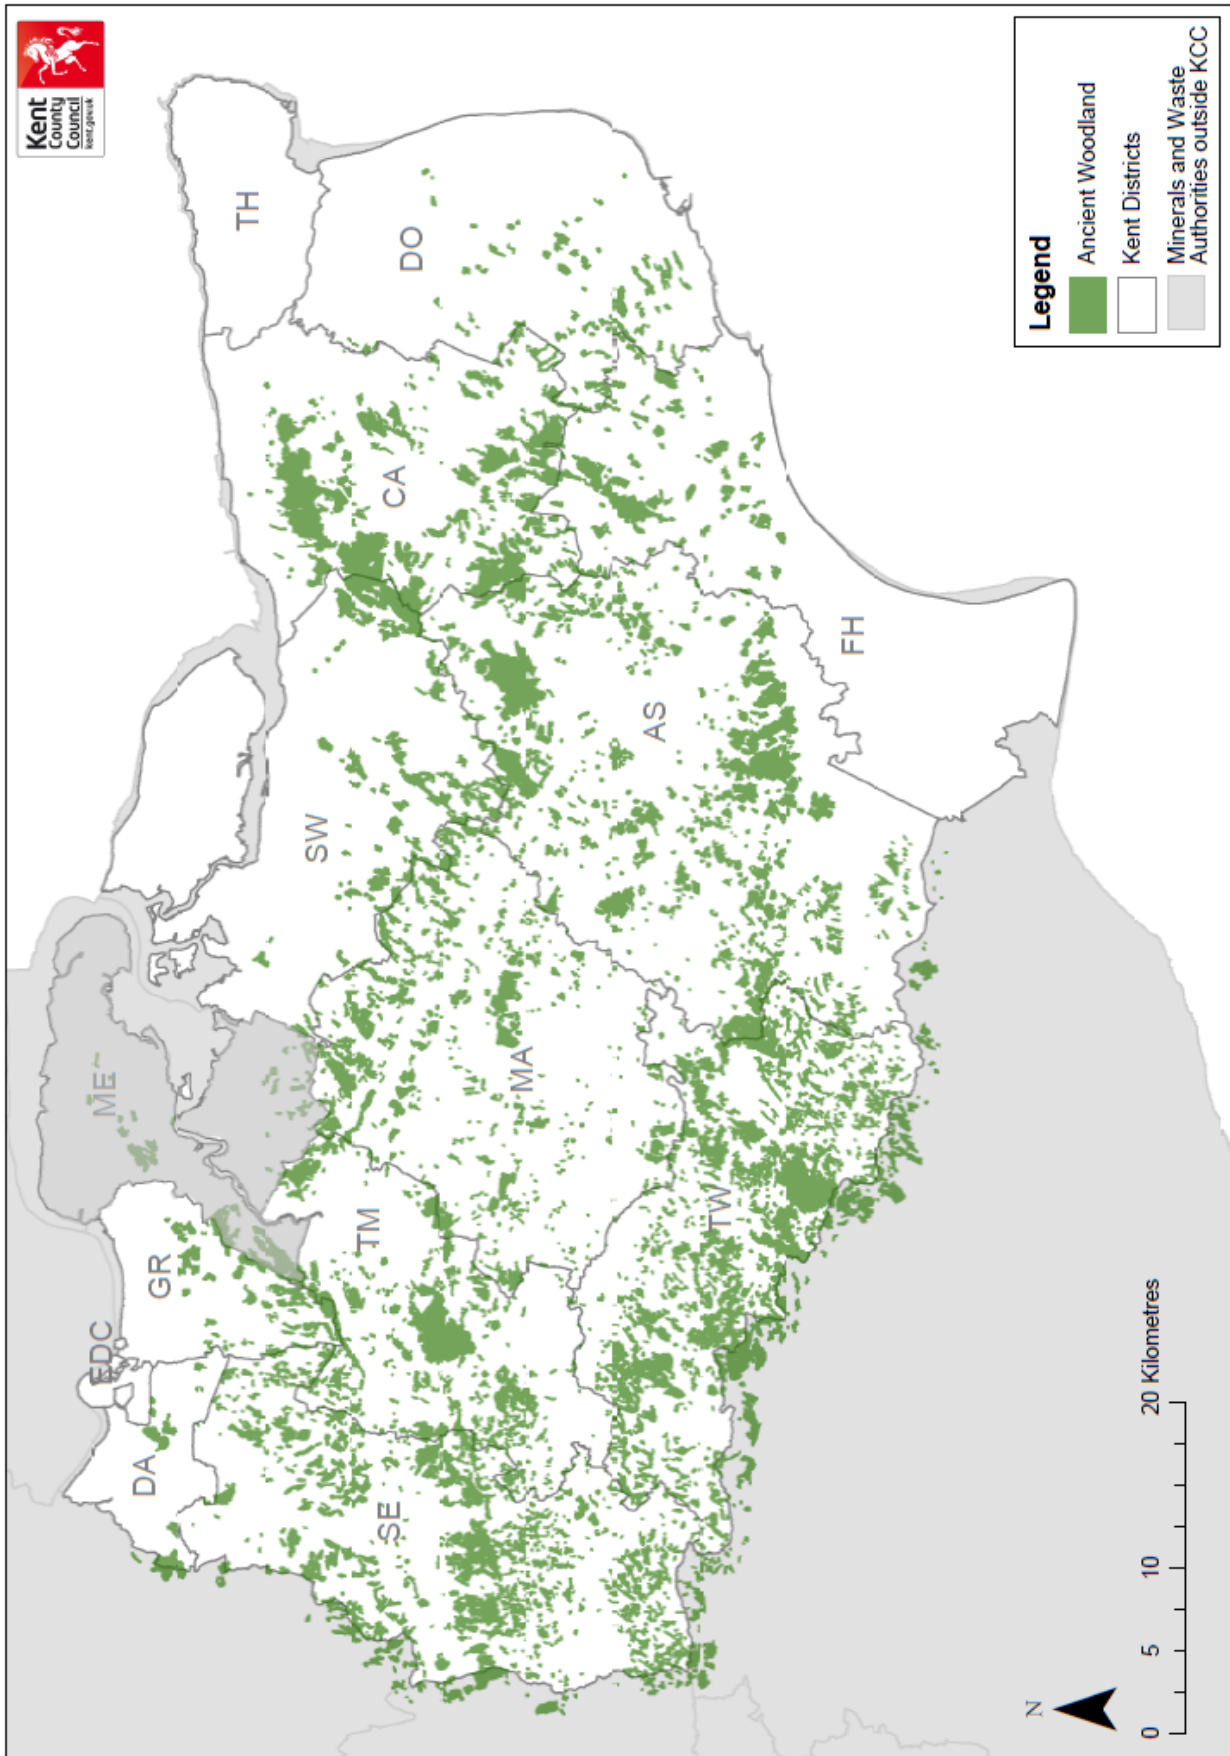 Kent
County
Council
kent.gov.uk
TH
DO
CA
ME
SW
GR
EDC
DA
TM
MA
AS
FH
SE
TW
Legend
Ancient Woodland
Kent Districts
Minerals and Waste
Authorities outside KCC
N
0 5 10 20 Kilometres